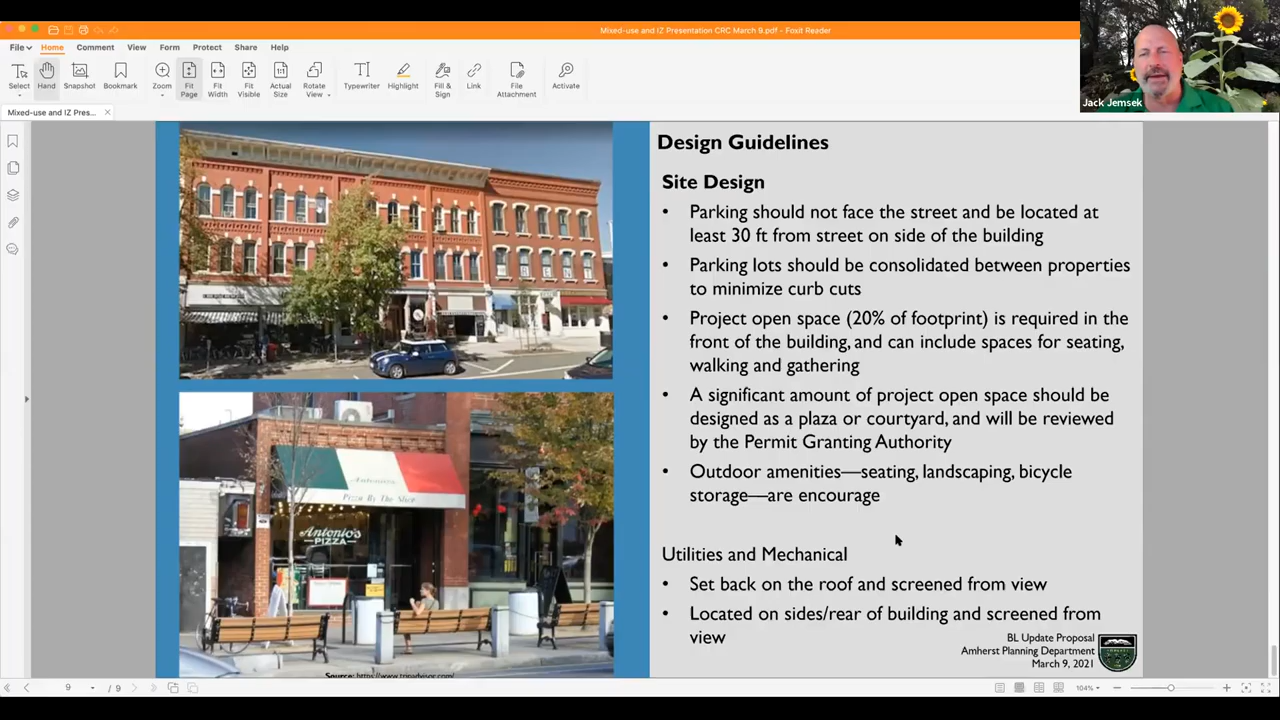 Mixed-use and IZ Presentation CRC March 9.pdf - Foxit Reader
File Home Comment View Form Protect Share Help
Select
Hand
Snapshot
Bookmark
Zoom
Fit
Page
Fit
Width
Fit
Visible
Actual
Size
Rotate
View
Typewriter
Highlight
Fill &
Sign
Link
File
Attachment
Activate
Jack Jemsek
Mixed-use and IZ Pres...
Design Guidelines
Site Design
• Parking should not face the street and be located at
least 30 ft from street on side of the building
• Parking lots should be consolidated between properties
to minimize curb cuts
• Project open space (20% of footprint) is required in the
front of the building, and can include spaces for seating,
walking and gathering
• A significant amount of project open space should be
designed as a plaza or courtyard, and will be reviewed
by the Permit Granting Authority
• Outdoor amenities—seating, landscaping, bicycle
storage—are encourage
Utilities and Mechanical
• Set back on the roof and screened from view
• Located on sides/rear of building and screened from
view
BL Update Proposal
Amherst Planning Department
March 9, 2021
Antonio's
Pizza By The Slice
Antonio's
PIZZA
Source: https://www.tripadvisor.com/
9 / 9
104%